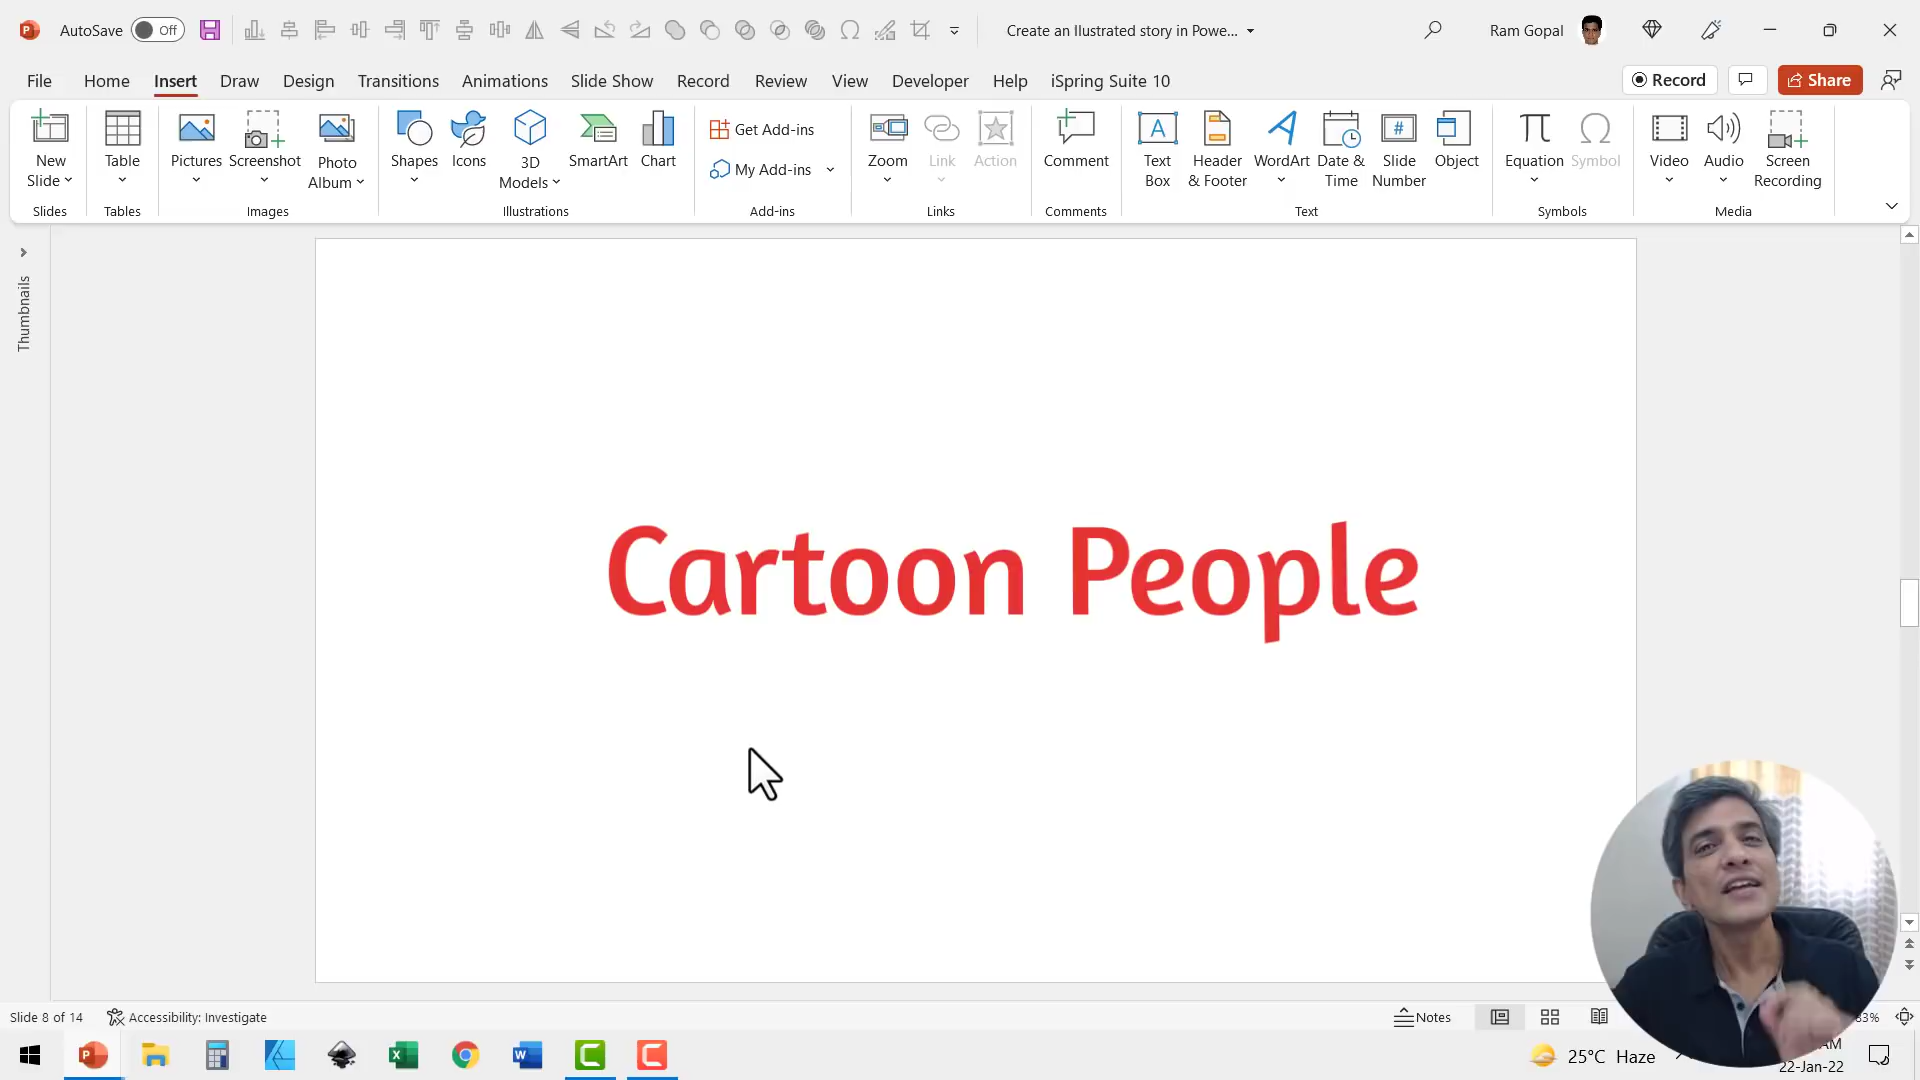 AutoSave Off Create an Ilustrated story in Powe... Ram Gopal
File Home Insert Draw Design Slide Show Transitions Animations Record Review View Developer Help iSpring Suite 10 Record Share
New Slide Table Pictures Screenshot Photo Album Shapes Icons 3D Models SmartArt Chart Get Add-ins My Add-ins Zoom Link Action Comment Text Box Header & Footer WordArt Date & Time Slide Number Object Equation Symbol Video Audio Screen Recording
Slides Tables Images Illustrations Add-ins Links Comments Text Symbols Media
Thumbnails
Cartoon People
Slide 8 of 14 Accessibility: Investigate Notes
25°C Haze
22-Jan-22